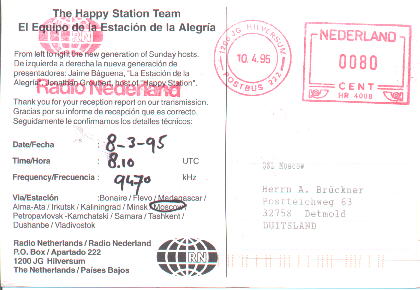 The Happy Station Team
El Equipo de la Estación de la Alegría
From left to right the new generation of Sunday hosts.
De izquierda a derecha la nueva generación de
presentadores: Jaime Báguena, "La Estación de la
Alegría", Jonathan Groubert, host of "Happy Station".
Radio Nederland
Thank you for your reception report on our transmission.
Gracias por su informe de recepción que es correcto.
Seguidamente le confirmamos los detalles técnicos:
Date/Fecha : 8-3-95
Time/Hora : 8.10 UTC
Frequency/Frecuencia : 9470 kHz
Via/Estación :Bonaire / Flevo / Madagascar /
Alma-Ata / Irkutsk / Kaliningrad / Minsk / Moscow /
Petropavlovsk-Kamchatski / Samara / Tashkent /
Dushanbe / Vladivostok
Radio Netherlands / Radio Nederland
P.O. Box / Apartado 222
1200 JG Hilversum
The Netherlands / Países Bajos
RN
1200 JG HILVERSUM
10.4.95
POSTBUS 222
NEDERLAND
0080
CENT
HR 4008
QSL Moscow
Herrn A. Brückner
Postteichweg 63
32758 Detmold
DUITSLAND